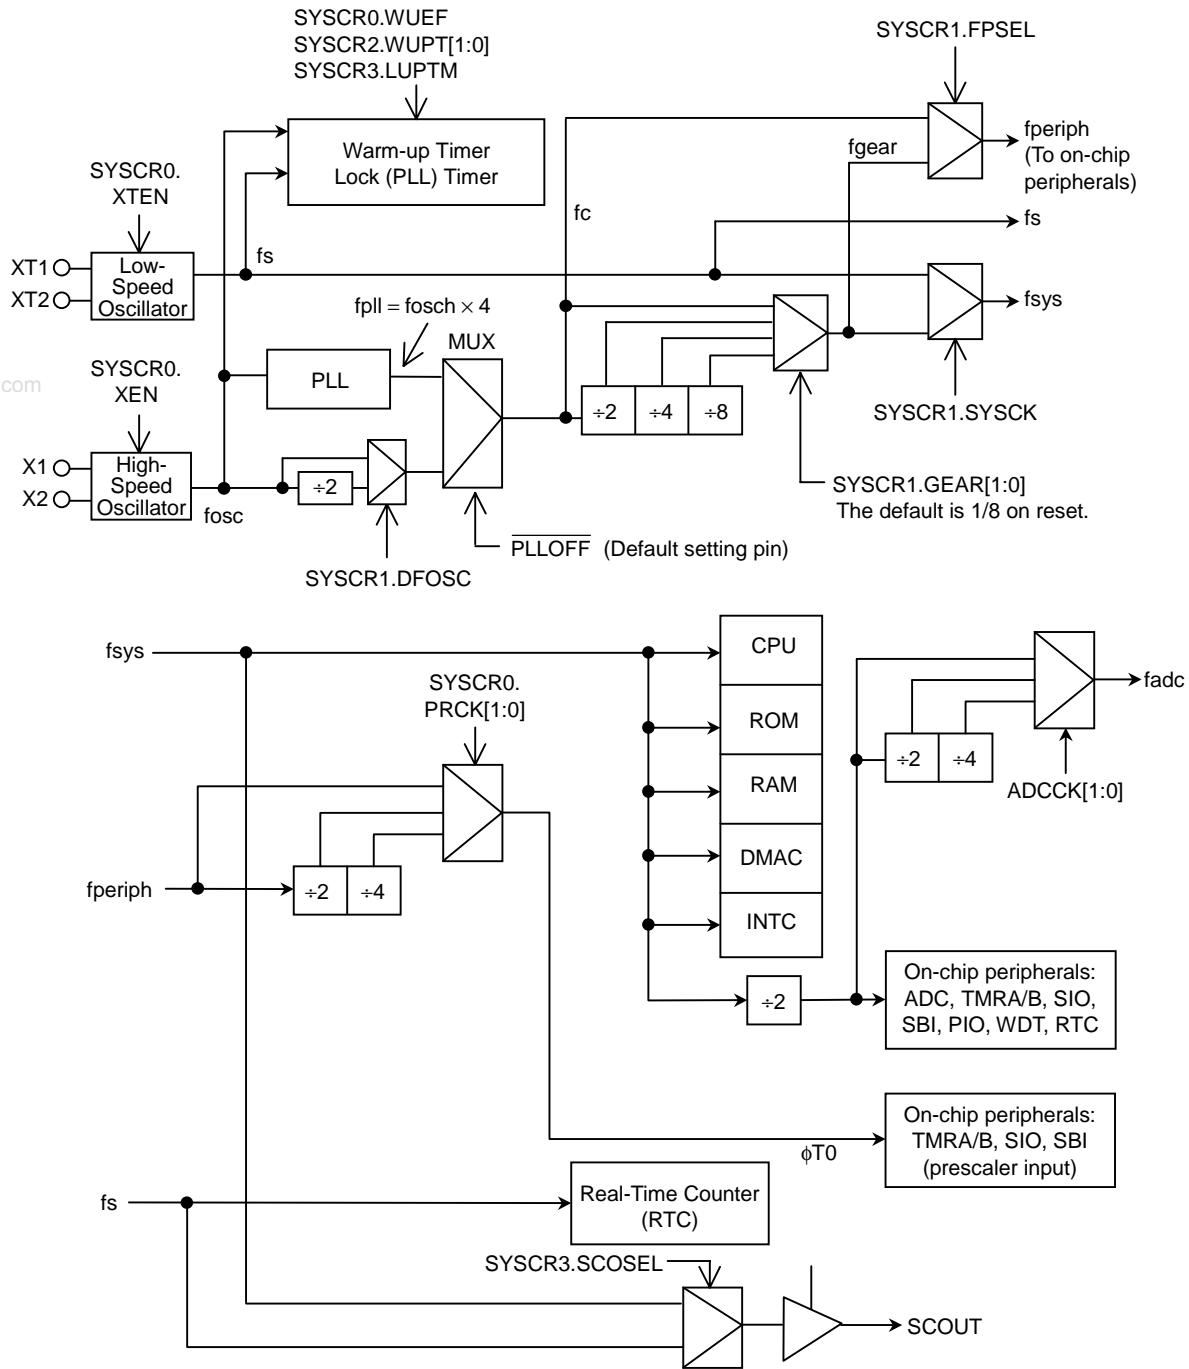 SYSCR0.WUEF
SYSCR2.WUPT[1:0]
SYSCR3.LUPTM
SYSCR1.FPSEL
Warm-up Timer
Lock (PLL) Timer
fperiph
(To on-chip
peripherals)
fgear
SYSCR0.
XTEN
fc
fs
fs
XT1
XT2
Low-
Speed
Oscillator
fsys
fpll = fosch × 4
MUX
SYSCR0.
XEN
com
PLL
÷2
÷4
÷8
SYSCR1.SYSCK
X1
X2
High-
Speed
Oscillator
÷2
fosc
SYSCR1.GEAR[1:0]
The default is 1/8 on reset.
PLLOFF (Default setting pin)
SYSCR1.DFOSC
fsys
CPU
ROM
RAM
DMAC
INTC
fadc
SYSCR0.
PRCK[1:0]
÷2
÷4
ADCCK[1:0]
fperiph
÷2
÷4
÷2
On-chip peripherals:
ADC, TMRA/B, SIO,
SBI, PIO, WDT, RTC
On-chip peripherals:
TMRA/B, SIO, SBI
(prescaler input)
ϕT0
fs
Real-Time Counter
(RTC)
SYSCR3.SCOSEL
SCOUT